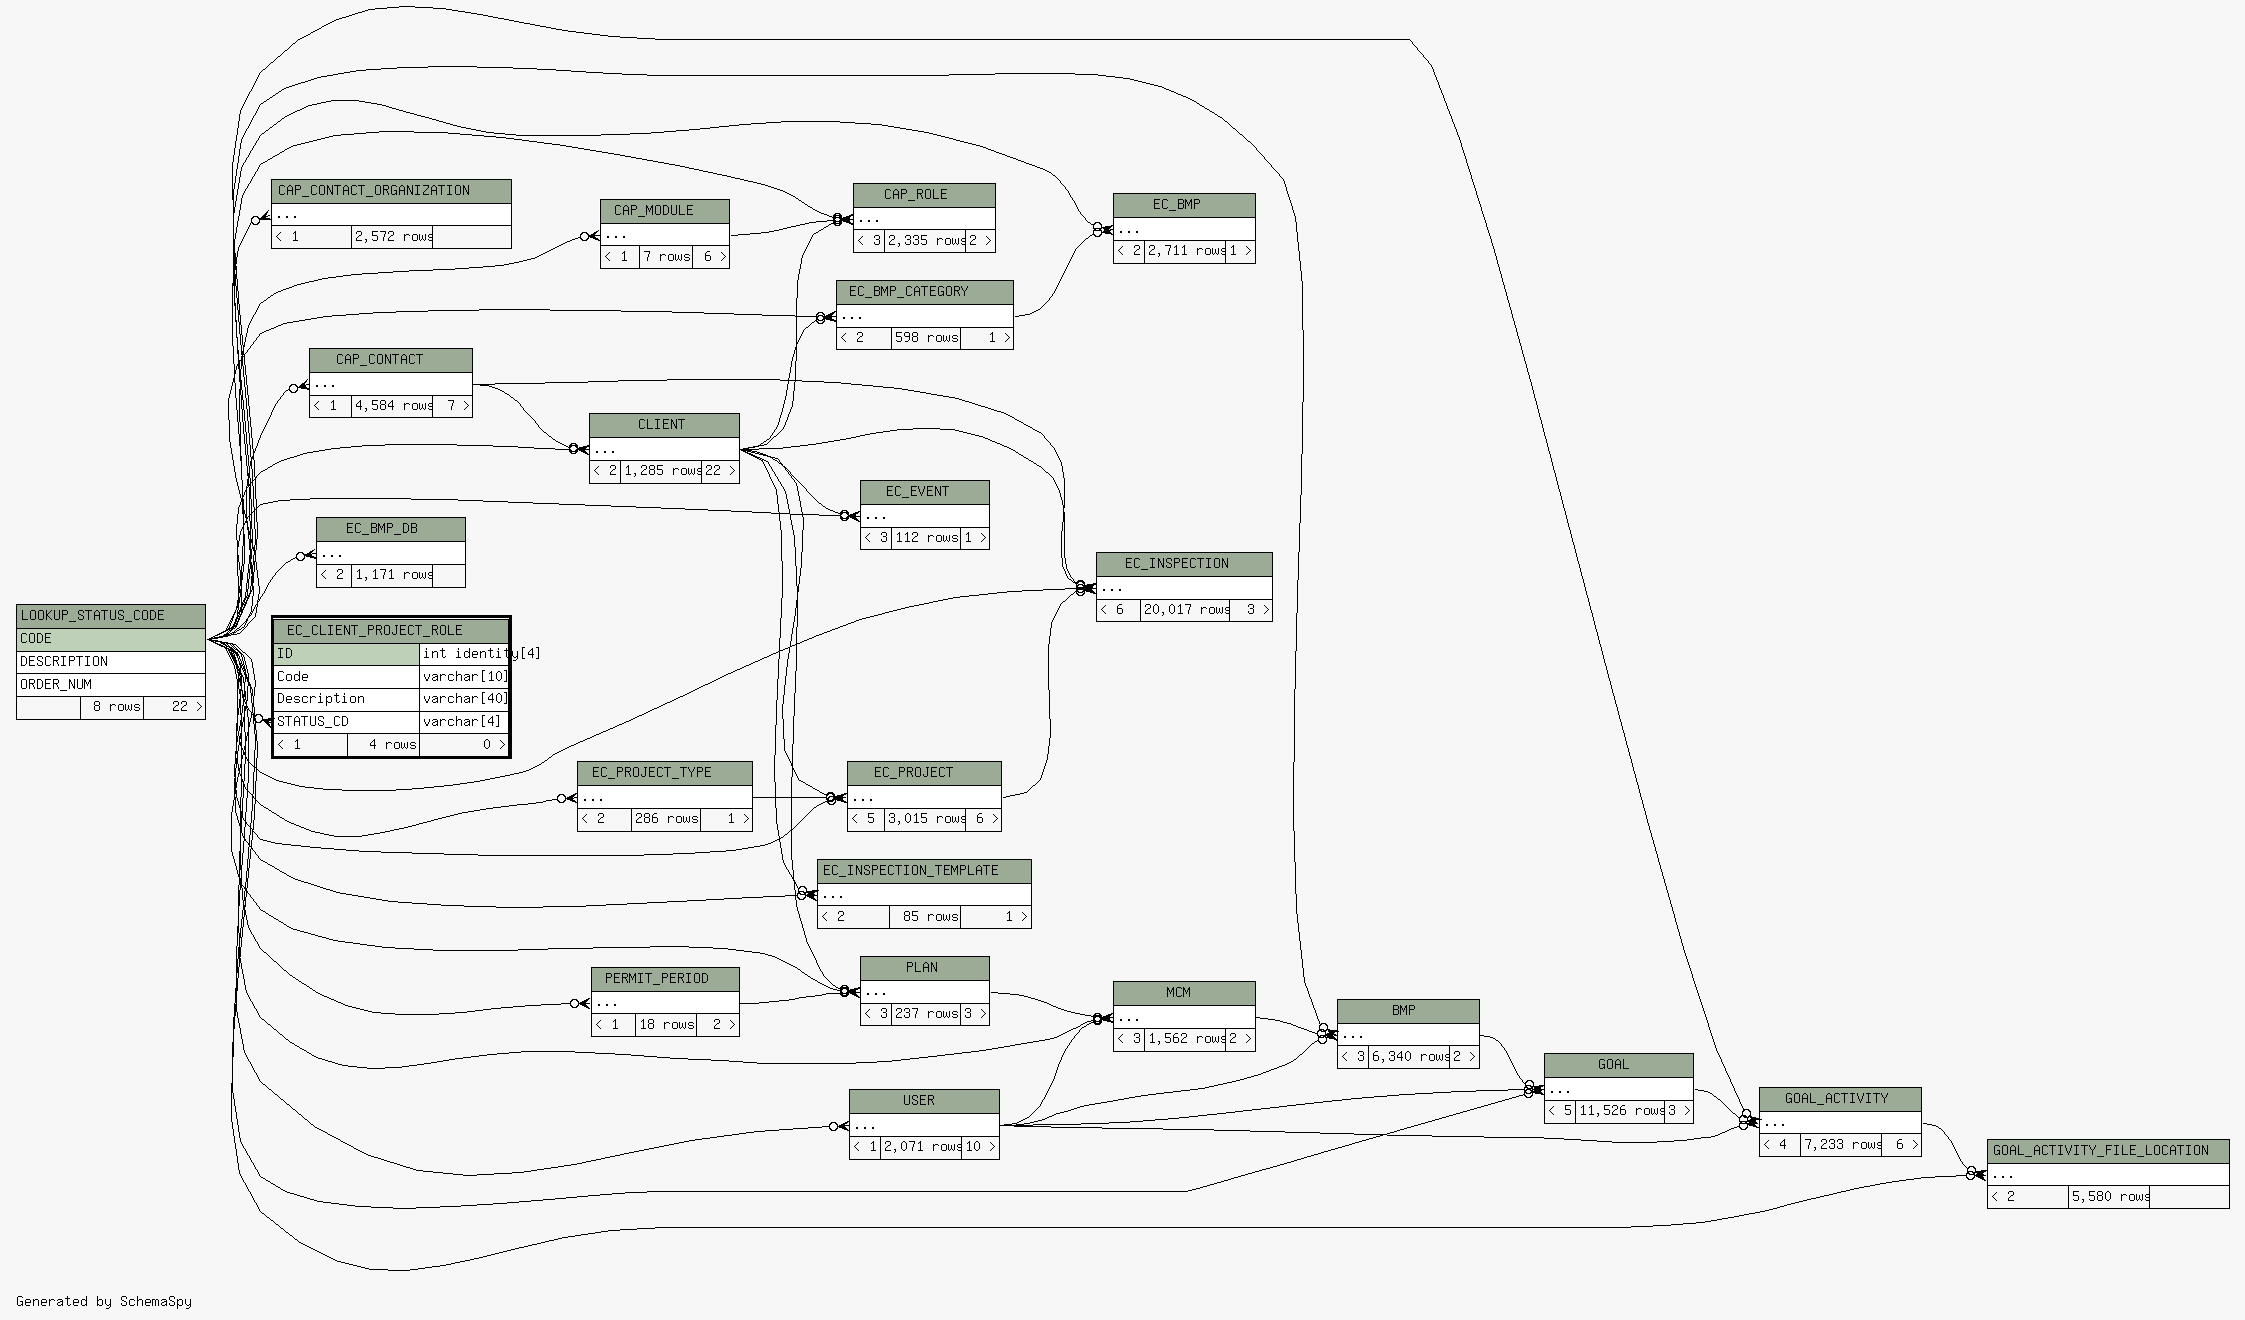 CAP_CONTACT_ORGANIZATION
...
< 1 2,572 rows
CAP_MODULE
...
< 1 7 rows 6 >
CAP_ROLE
...
< 3 2,335 rows 2 >
EC_BMP
...
< 2 2,711 rows 1 >
EC_BMP_CATEGORY
...
< 2 598 rows 1 >
CAP_CONTACT
...
< 1 4,584 rows 7 >
CLIENT
...
< 2 1,285 rows 22 >
EC_EVENT
...
< 3 112 rows 1 >
EC_BMP_DB
...
< 2 1,171 rows
EC_INSPECTION
...
< 6 20,017 rows 3 >
LOOKUP_STATUS_CODE
CODE
DESCRIPTION
ORDER_NUM
8 rows 22 >
EC_CLIENT_PROJECT_ROLE
ID int identity[4]
Code varchar[10]
Description varchar[40]
STATUS_CD varchar[4]
< 1 4 rows 0 >
EC_PROJECT_TYPE
...
< 2 286 rows 1 >
EC_PROJECT
...
< 5 3,015 rows 6 >
EC_INSPECTION_TEMPLATE
...
< 2 85 rows 1 >
PERMIT_PERIOD
...
< 1 18 rows 2 >
PLAN
...
< 3 237 rows 3 >
MCM
...
< 3 1,562 rows 2 >
BMP
...
< 3 6,340 rows 2 >
USER
...
< 1 2,071 rows 10 >
GOAL
...
< 5 11,526 rows 3 >
GOAL_ACTIVITY
...
< 4 7,233 rows 6 >
GOAL_ACTIVITY_FILE_LOCATION
...
< 2 5,580 rows
Generated by SchemaSpy